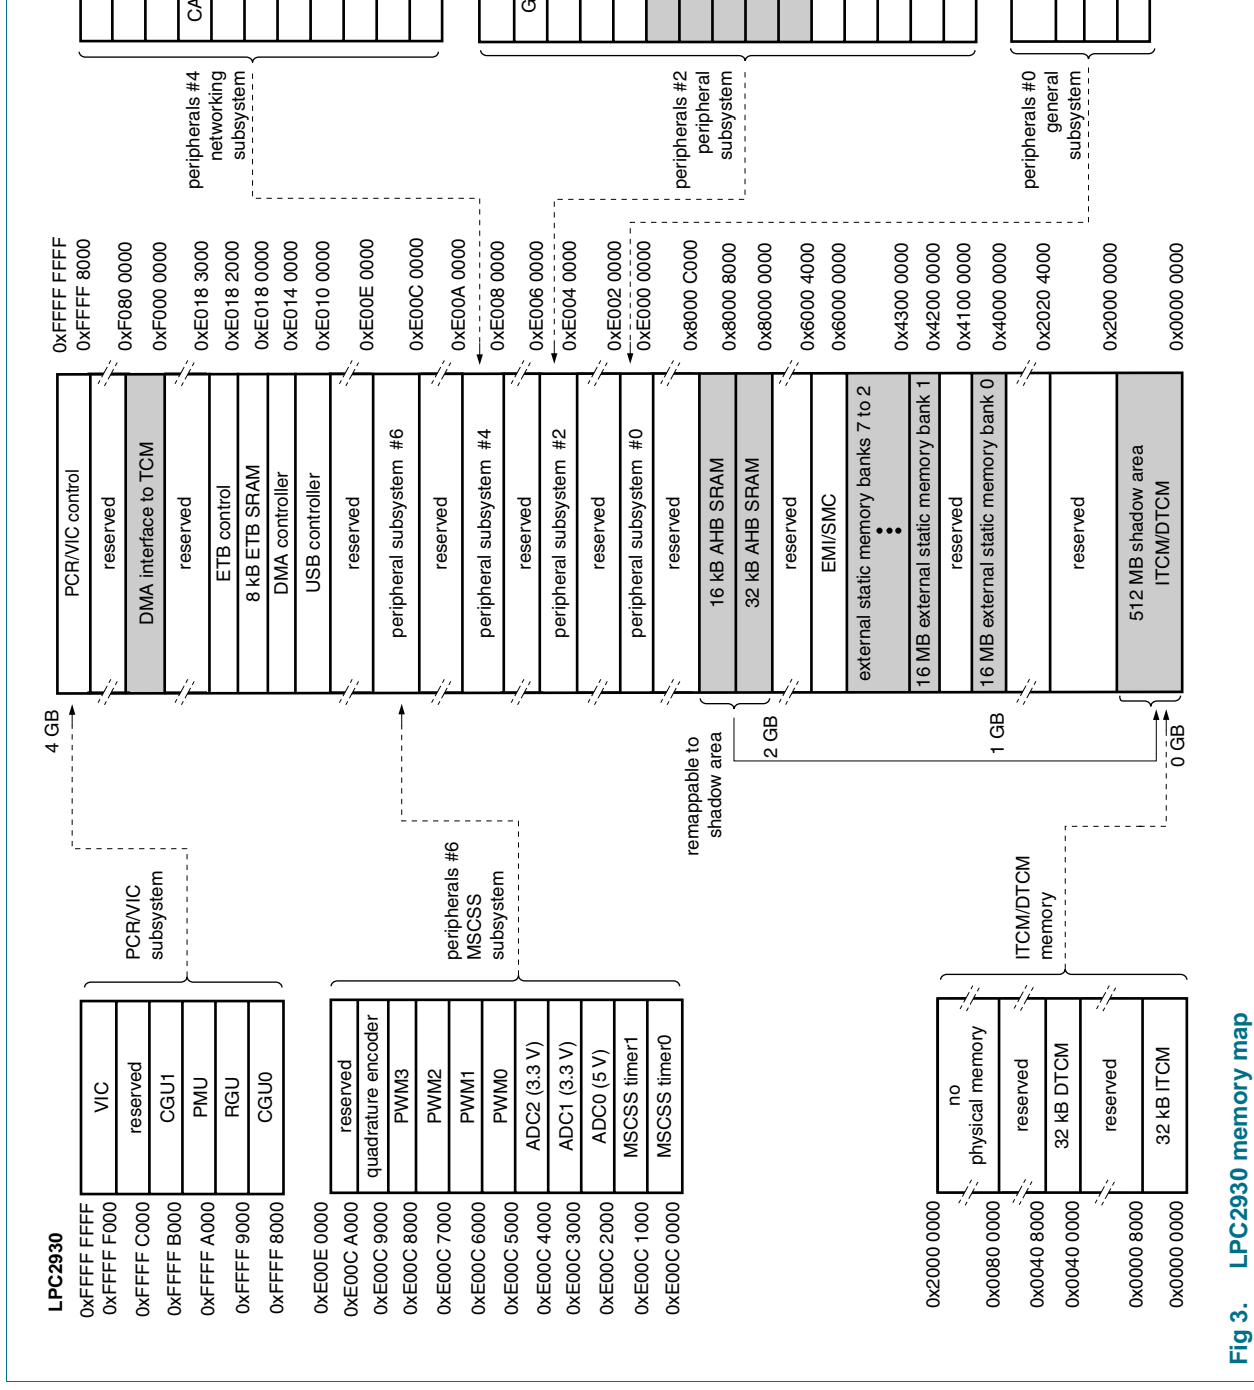 LPC2930
0xFFFF FFFF
0xFFFF F000
0xFFFF C000
0xFFFF B000
0xFFFF A000
0xFFFF 9000
0xFFFF 8000
VIC
reserved
CGU1
PMU
RGU
CGU0
PCR/VIC
subsystem
0xE00E 0000
0xE00C A000
0xE00C 9000
0xE00C 8000
0xE00C 7000
0xE00C 6000
0xE00C 5000
0xE00C 4000
0xE00C 3000
0xE00C 2000
0xE00C 1000
0xE00C 0000
reserved
quadrature encoder
PWM3
PWM2
PWM1
PWM0
ADC2 (3.3 V)
ADC1 (3.3 V)
ADC0 (5 V)
MSCSS timer1
MSCSS timer0
peripherals #6
MSCSS
subsystem
0x2000 0000
0x0080 0000
0x0040 8000
0x0040 0000
0x0000 8000
0x0000 0000
no
physical memory
reserved
32 kB DTCM
reserved
32 kB ITCM
ITCM/DTCM
memory
4 GB
remappable to
shadow area
2 GB
1 GB
0 GB
PCR/VIC control
reserved
DMA interface to TCM
reserved
ETB control
8 kB ETB SRAM
DMA controller
USB controller
reserved
peripheral subsystem #6
reserved
peripheral subsystem #4
reserved
peripheral subsystem #2
reserved
peripheral subsystem #0
reserved
16 kB AHB SRAM
32 kB AHB SRAM
reserved
EMI/SMC
external static memory banks 7 to 2
16 MB external static memory bank 1
reserved
16 MB external static memory bank 0
reserved
512 MB shadow area
ITCM/DTCM
0xFFFF FFFF
0xFFFF 8000
0xF080 0000
0xF000 0000
0xE018 3000
0xE018 2000
0xE018 0000
0xE014 0000
0xE010 0000
0xE00E 0000
0xE00C 0000
0xE00A 0000
0xE008 0000
0xE006 0000
0xE004 0000
0xE002 0000
0xE000 0000
0x8000 C000
0x8000 8000
0x8000 0000
0x6000 4000
0x6000 0000
0x4300 0000
0x4200 0000
0x4100 0000
0x4000 0000
0x2020 4000
0x2000 0000
0x0000 0000
peripherals #4
networking
subsystem
peripherals #2
peripheral
subsystem
peripherals #0
general
subsystem
CA
G
Fig 3. LPC2930 memory map